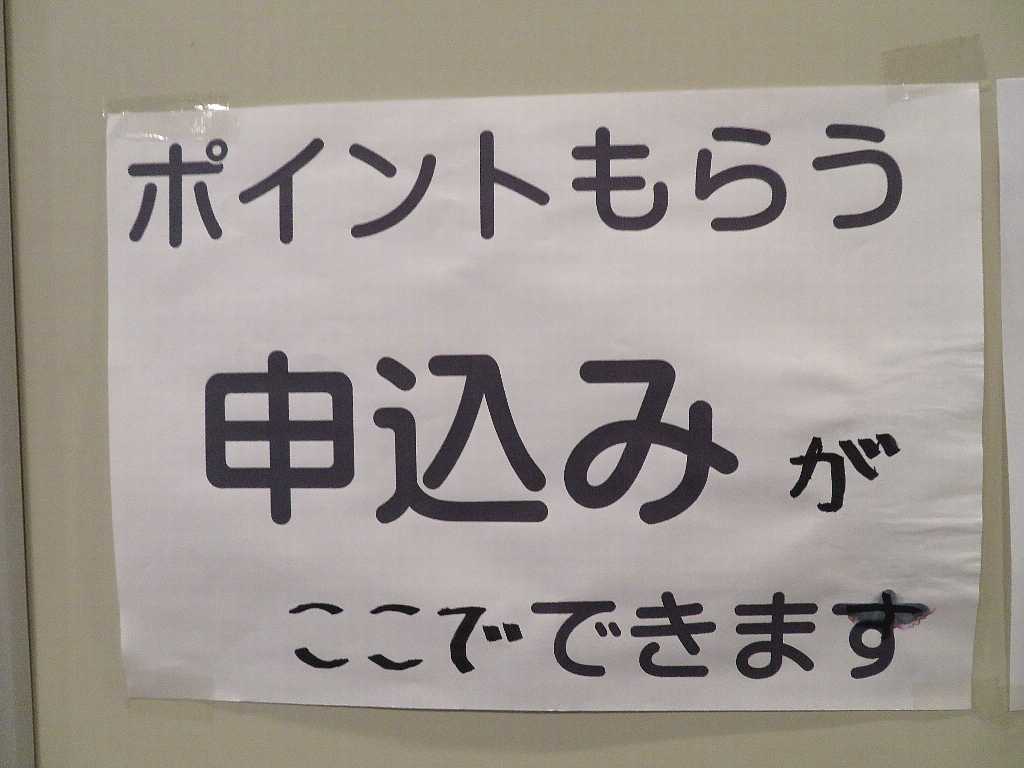 ポイントもらう
申込みが
ここでできます